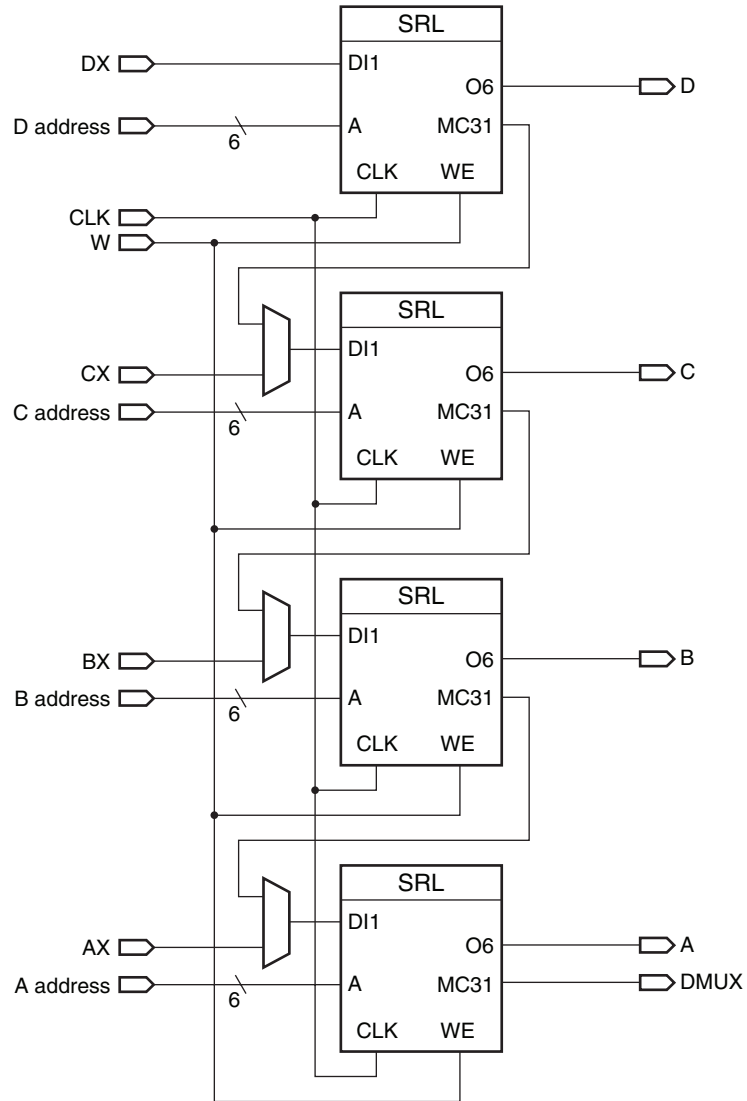 SRL
DX
DI1
O6
D
D address
6
A
MC31
CLK
WE
CLK
W
SRL
DI1
CX
O6
C
C address
6
A
MC31
CLK
WE
SRL
DI1
BX
O6
B
B address
6
A
MC31
CLK
WE
SRL
DI1
AX
O6
A
A address
6
A
MC31
DMUX
CLK
WE